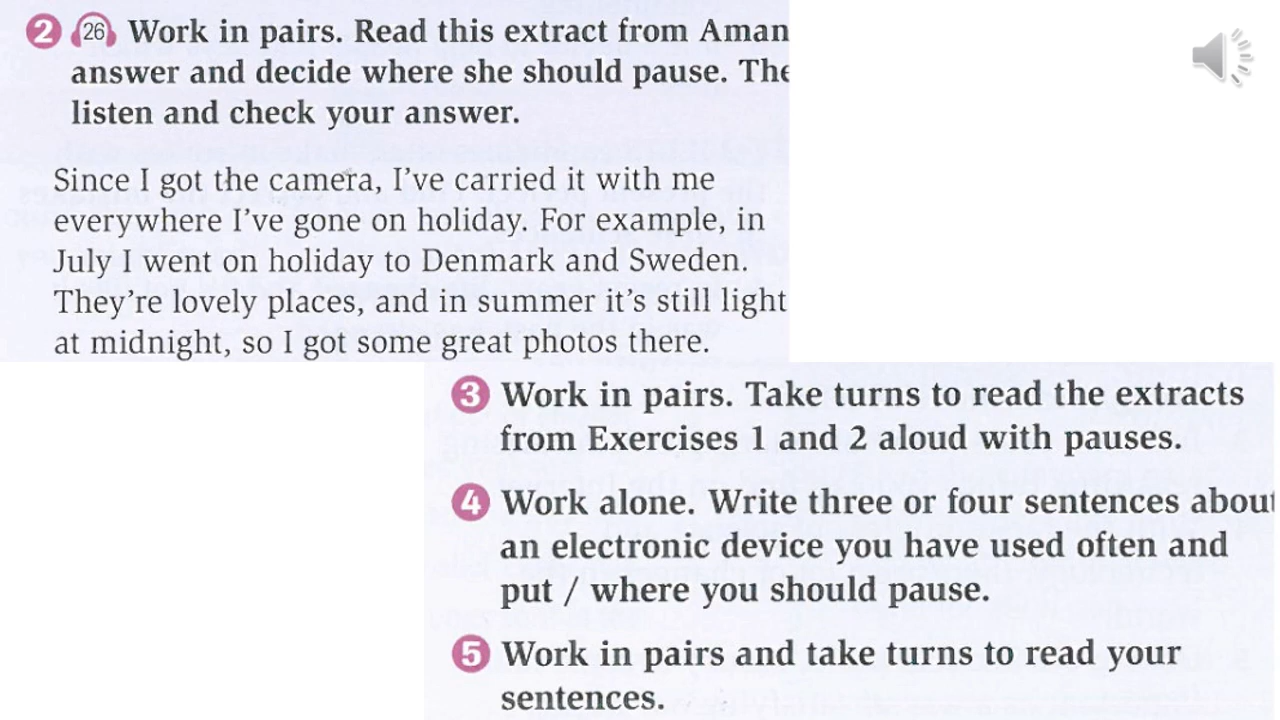 2 26 Work in pairs. Read this extract from Aman
answer and decide where she should pause. The
listen and check your answer.
Since I got the camera, I've carried it with me
everywhere I've gone on holiday. For example, in
July I went on holiday to Denmark and Sweden.
They're lovely places, and in summer it's still light
at midnight, so I got some great photos there.
3 Work in pairs. Take turns to read the extracts
from Exercises 1 and 2 aloud with pauses.
4 Work alone. Write three or four sentences about
an electronic device you have used often and
put / where you should pause.
5 Work in pairs and take turns to read your
sentences.